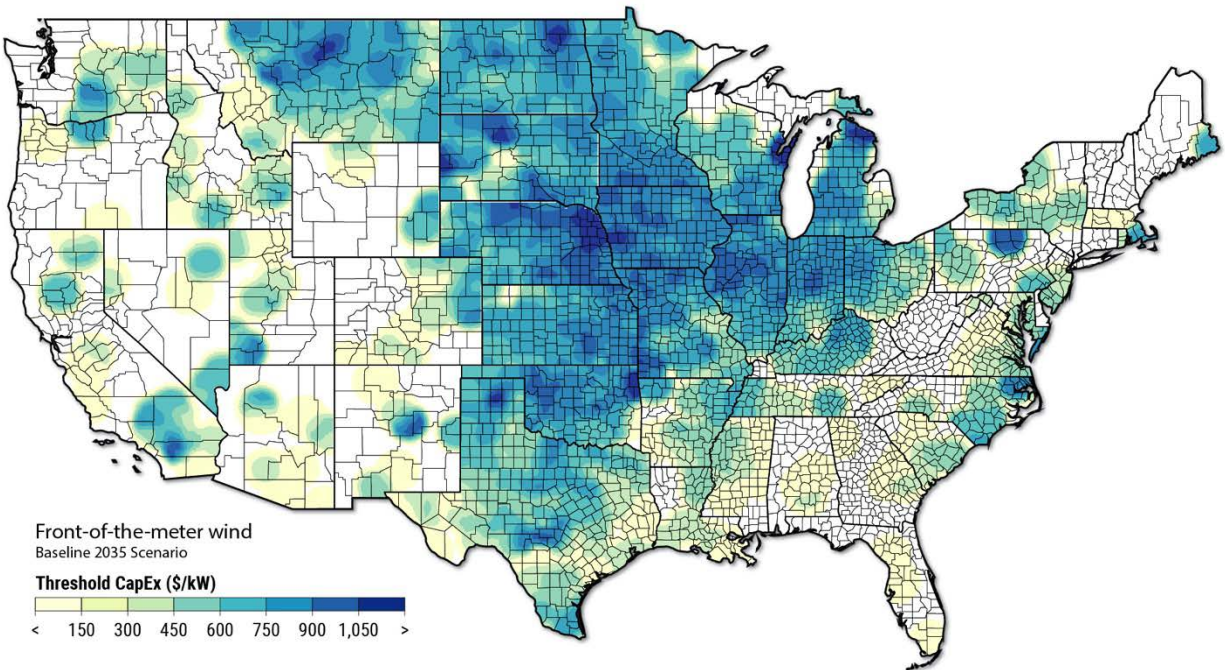 Front-of-the-meter wind
Baseline 2035 Scenario
Threshold CapEx ($/kW)
< 150 300 450 600 750 900 1,050 >